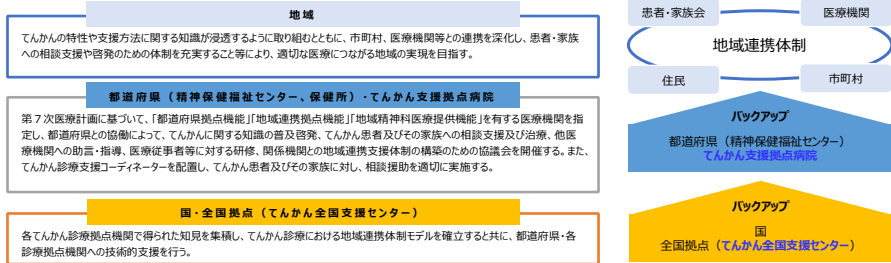 地域
てんかんの特性や支援方法に関する知識が浸透するように取り組むとともに、市町村、医療機関等との連携を深化し、患者・家族
への相談支援や啓発のための体制を充実すること等により、適切な医療につながる地域の実現を目指す。
都道府県（精神保健福祉センター、保健所）・てんかん支援拠点病院
第７次医療計画に基づいて、「都道府県拠点機能」「地域連携拠点機能」「地域精神科医療提供機能」を有する医療機関を指
定し、都道府県との協働によって、てんかんに関する知識の普及啓発、てんかん患者及びその家族への相談支援及び治療、他医
療機関への助言・指導、医療従事者等に対する研修、関係機関との地域連携支援体制の構築のための協議会を開催する。また、
てんかん診療支援コーディネーターを配置し、てんかん患者及びその家族に対し、相談援助を適切に実施する。
国・全国拠点（てんかん全国支援センター）
各てんかん診療拠点機関で得られた知見を集積し、てんかん診療における地域連携体制モデルを確立すると共に、都道府県・各
診療拠点機関への技術的支援を行う。
患者・家族会
医療機関
地域連携体制
住民
市町村
バックアップ
都道府県（精神保健福祉センター）
てんかん支援拠点病院
バックアップ
国
全国拠点（てんかん全国支援センター）